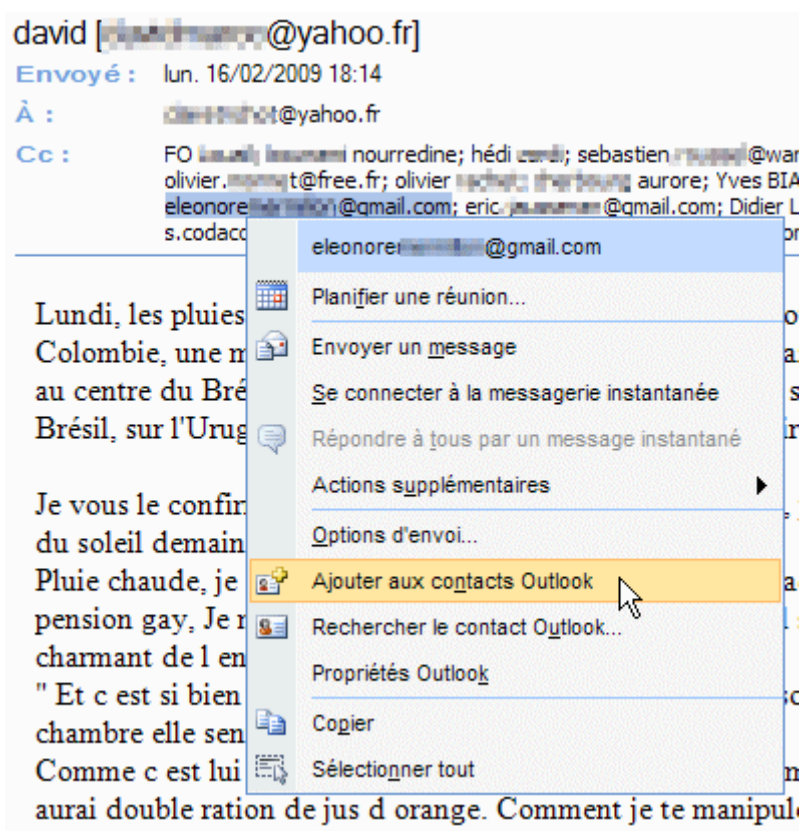 david [ @yahoo.fr]
Envoyé : lun. 16/02/2009 18:14
À : @yahoo.fr
Cc : FO nourredine; hédi ; sebastien @wan
olivier. t@free.fr; olivier aurore; Yves BIA
eleonore @gmail.com; eric. @gmail.com; Didier L
s.codacc
eleonore @gmail.com
Planifier une réunion...
Envoyer un message
Se connecter à la messagerie instantanée
Répondre à tous par un message instantané
Actions supplémentaires
Options d'envoi...
Ajouter aux contacts Outlook
Rechercher le contact Outlook...
Propriétés Outlook
Copier
Sélectionner tout
Lundi, les pluies
Colombie, une m
au centre du Bré
Brésil, sur l'Urug
Je vous le confir
du soleil demain
Pluie chaude, je
pension gay, Je r
charmant de l en
" Et c est si bien
chambre elle sen
Comme c est lui
aurai double ration de jus d orange. Comment je te manipule